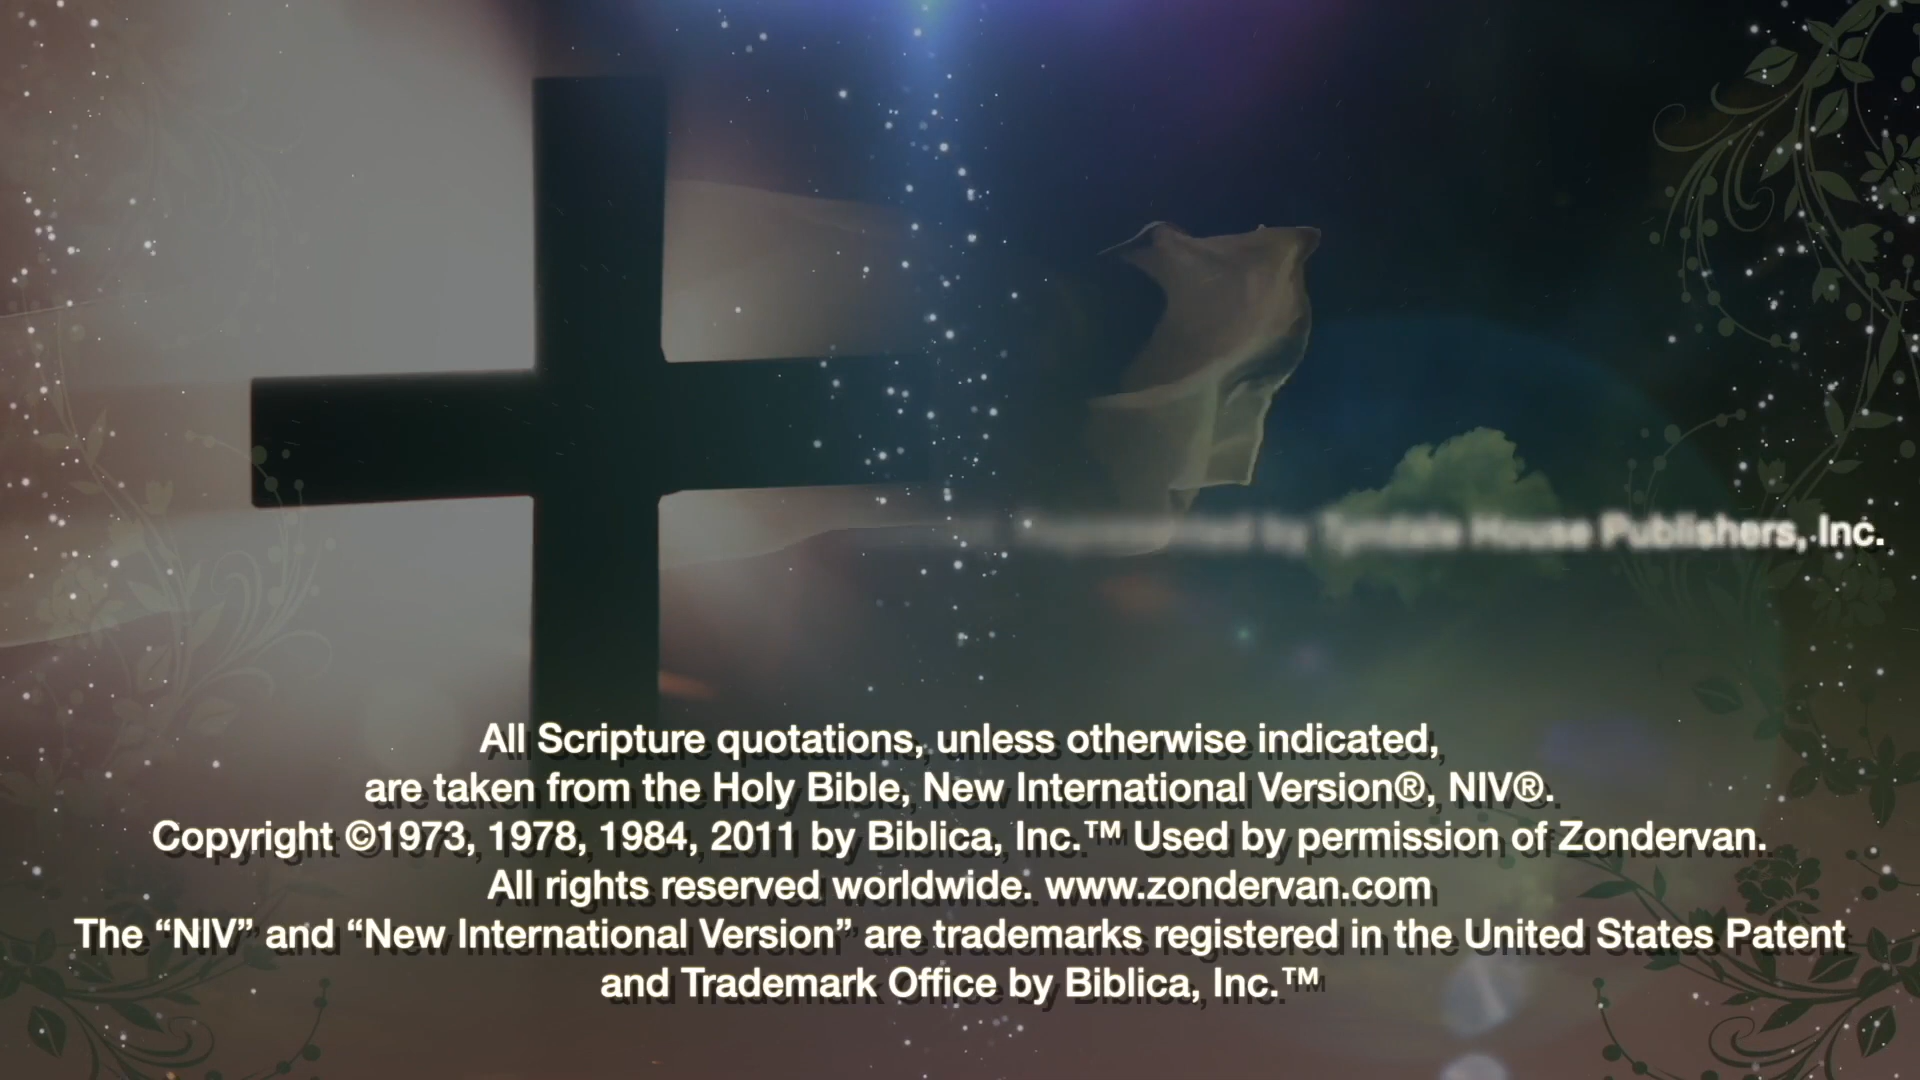 by Tyndale House Publishers, Inc.
All Scripture quotations, unless otherwise indicated,
are taken from the Holy Bible, New International Version®, NIV®.
Copyright ©1973, 1978, 1984, 2011 by Biblica, Inc.™ Used by permission of Zondervan.
All rights reserved worldwide. www.zondervan.com
The “NIV” and “New International Version” are trademarks registered in the United States Patent
and Trademark Office by Biblica, Inc.™